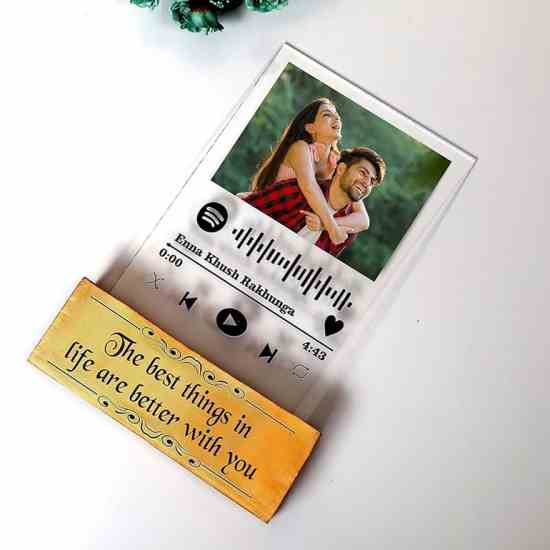 Enna Khush Rakhunga
0:00
4:43
The best things in
life are better with you